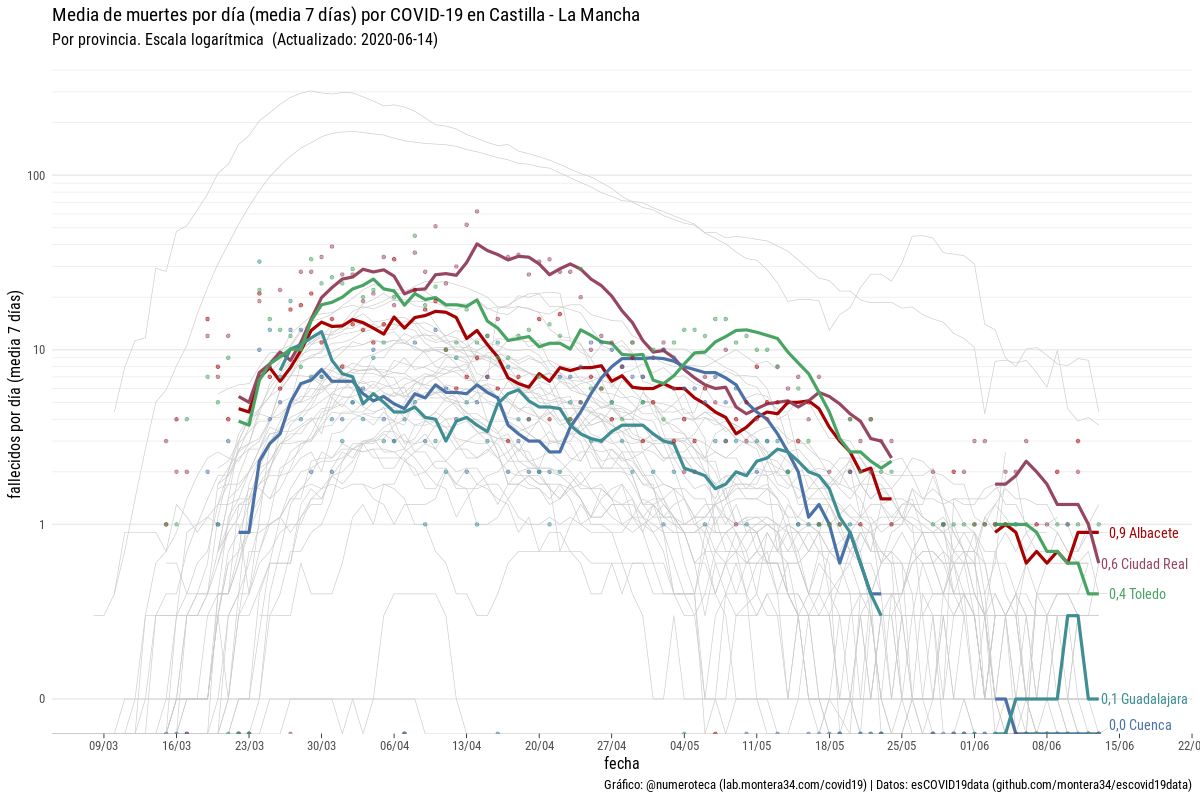 Media de muertes por día (media 7 días) por COVID-19 en Castilla - La Mancha
Por provincia. Escala logarítmica (Actualizado: 2020-06-14)
fallecidos por día (media 7 días)
100
10
1
0
0,9 Albacete
0,6 Ciudad Real
0,4 Toledo
0,1 Guadalajara
0,0 Cuenca
09/03 16/03 23/03 30/03 06/04 13/04 20/04 27/04 04/05 11/05 18/05 25/05 01/06 08/06 15/06 22/0
fecha
Gráfico: @numeroteca (lab.montera34.com/covid19) | Datos: esCOVID19data (github.com/montera34/escovid19data)